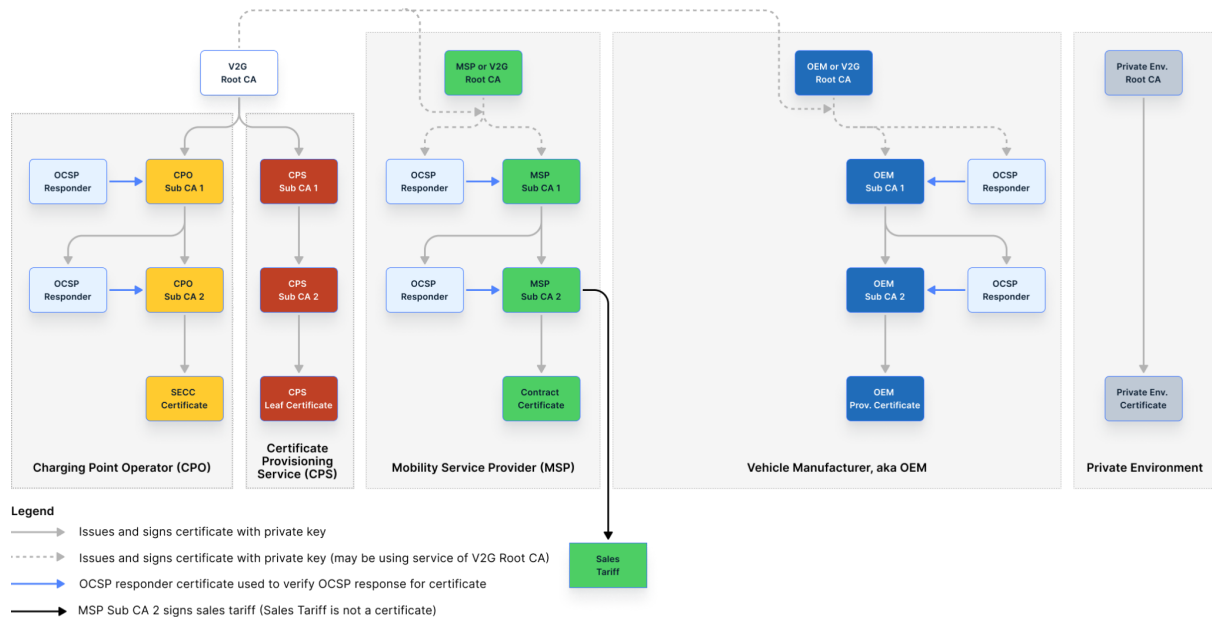 V2G
Root CA
MSP or V2G
Root CA
OEM or V2G
Root CA
Private Env.
Root CA
OCSP
Responder
CPO
Sub CA 1
CPS
Sub CA 1
OCSP
Responder
MSP
Sub CA 1
OEM
Sub CA 1
OCSP
Responder
OCSP
Responder
CPO
Sub CA 2
CPS
Sub CA 2
OCSP
Responder
MSP
Sub CA 2
OEM
Sub CA 2
OCSP
Responder
SECC
Certificate
CPS
Leaf Certificate
Contract
Certificate
OEM
Prov. Certificate
Private Env.
Certificate
Charging Point Operator (CPO)
Certificate
Provisioning
Service (CPS)
Mobility Service Provider (MSP)
Vehicle Manufacturer, aka OEM
Private Environment
Legend
Issues and signs certificate with private key
Issues and signs certificate with private key (may be using service of V2G Root CA)
OCSP responder certificate used to verify OCSP response for certificate
MSP Sub CA 2 signs sales tariff (Sales Tariff is not a certificate)
Sales
Tariff